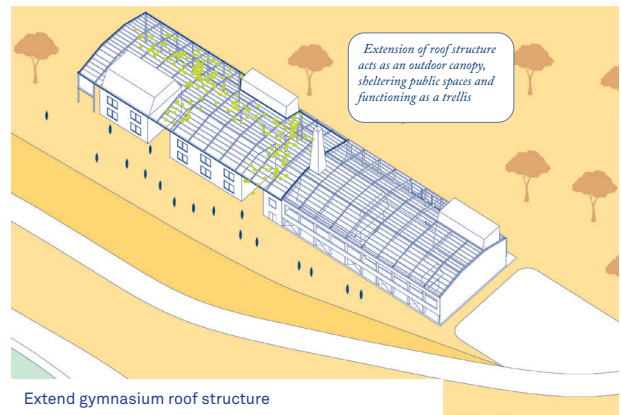 Extension of roof structure
acts as an outdoor canopy,
sheltering public spaces and
functioning as a trellis
Extend gymnasium roof structure